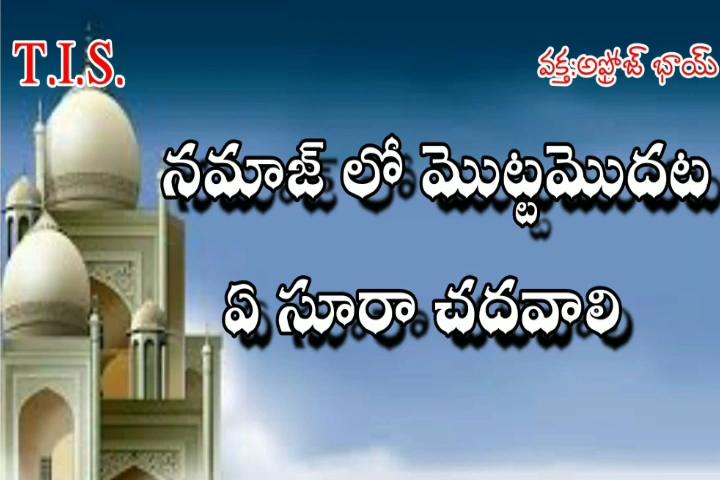 T.I.S.
వక్త:అఫ్రోజ్ భాయ్
నమాజ్ లో మొట్టమొదట
ఏ సూరా చదవాలి